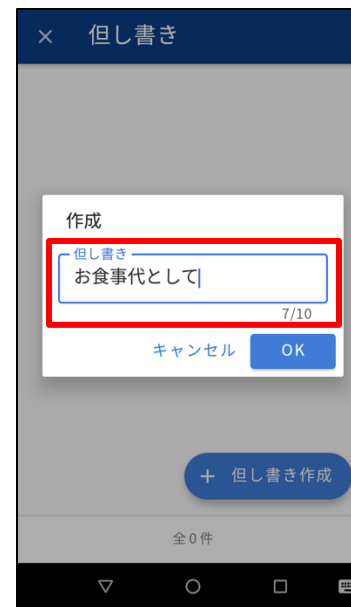 × 但し書き
作成
但し書き
お食事代として
7/10
キャンセル OK
+ 但し書き作成
全0件